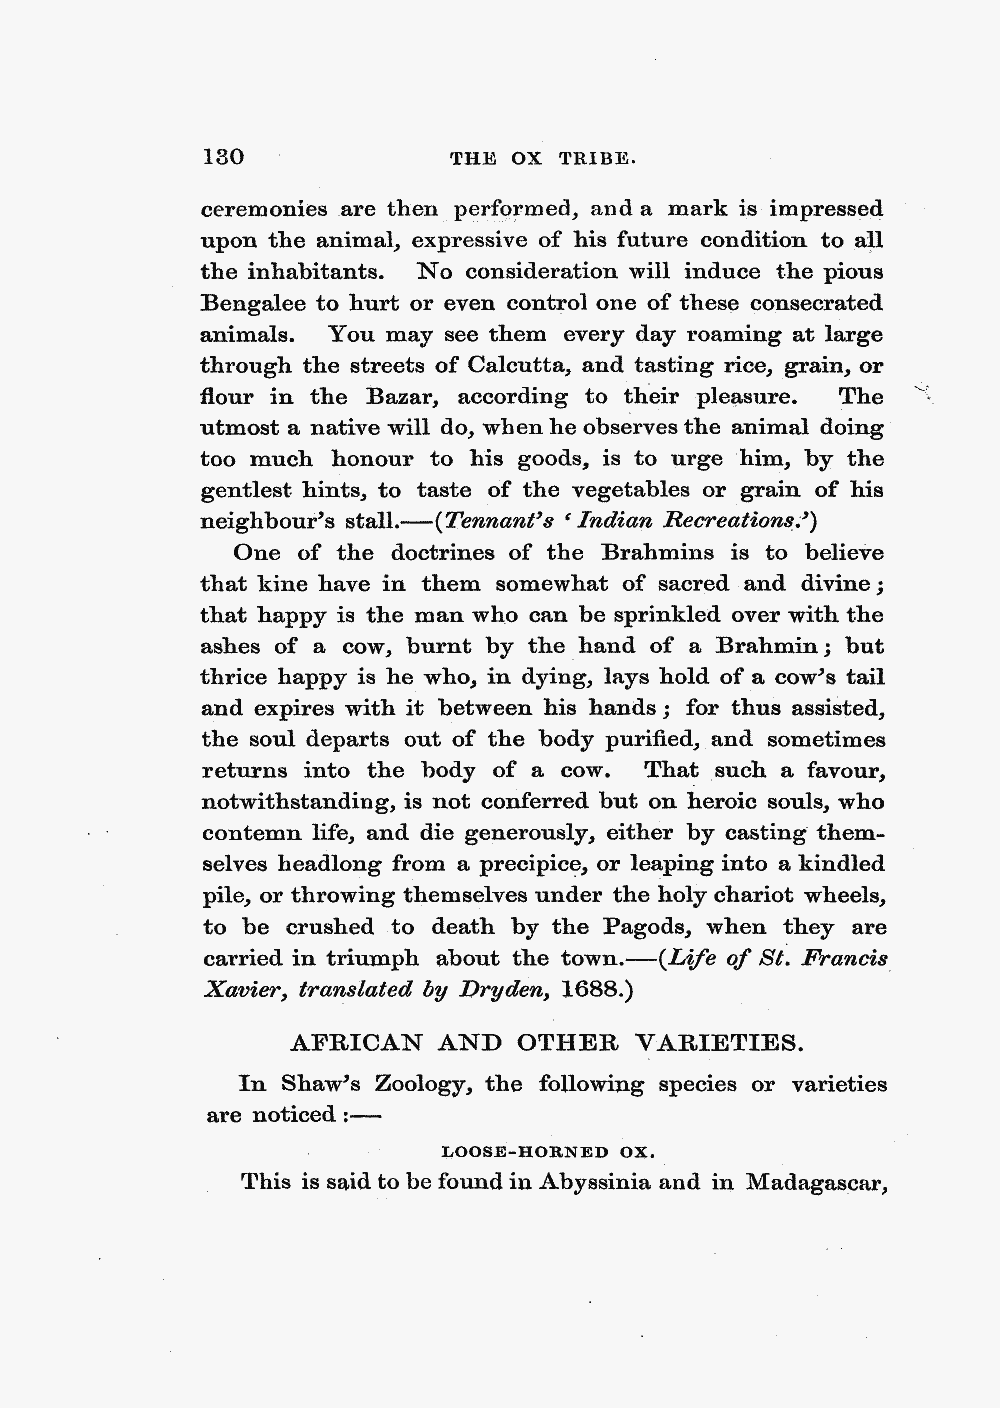 130 THE OX TRIBE.
ceremonies are then performed, and a mark is impressed
upon the animal, expressive of his future condition to all
the inhabitants. No consideration will induce the pious
Bengalee to hurt or even control one of these consecrated
animals. You may see them every day roaming at large
through the streets of Calcutta, and tasting rice, grain, or
flour in the Bazar, according to their pleasure. The
utmost a native will do, when he observes the animal doing
too much honour to his goods, is to urge him, by the
gentlest hints, to taste of the vegetables or grain of his
neighbour's stall.—(Tennant's ‘Indian Recreations.’)
One of the doctrines of the Brahmins is to believe
that kine have in them somewhat of sacred and divine;
that happy is the man who can be sprinkled over with the
ashes of a cow, burnt by the hand of a Brahmin; but
thrice happy is he who, in dying, lays hold of a cow's tail
and expires with it between his hands; for thus assisted,
the soul departs out of the body purified, and sometimes
returns into the body of a cow. That such a favour,
notwithstanding, is not conferred but on heroic souls, who
contemn life, and die generously, either by casting them-
selves headlong from a precipice, or leaping into a kindled
pile, or throwing themselves under the holy chariot wheels,
to be crushed to death by the Pagods, when they are
carried in triumph about the town.—(Life of St. Francis
Xavier, translated by Dryden, 1688.)
AFRICAN AND OTHER VARIETIES.
In Shaw's Zoology, the following species or varieties
are noticed :—
LOOSE-HORNED OX.
This is said to be found in Abyssinia and in Madagascar,